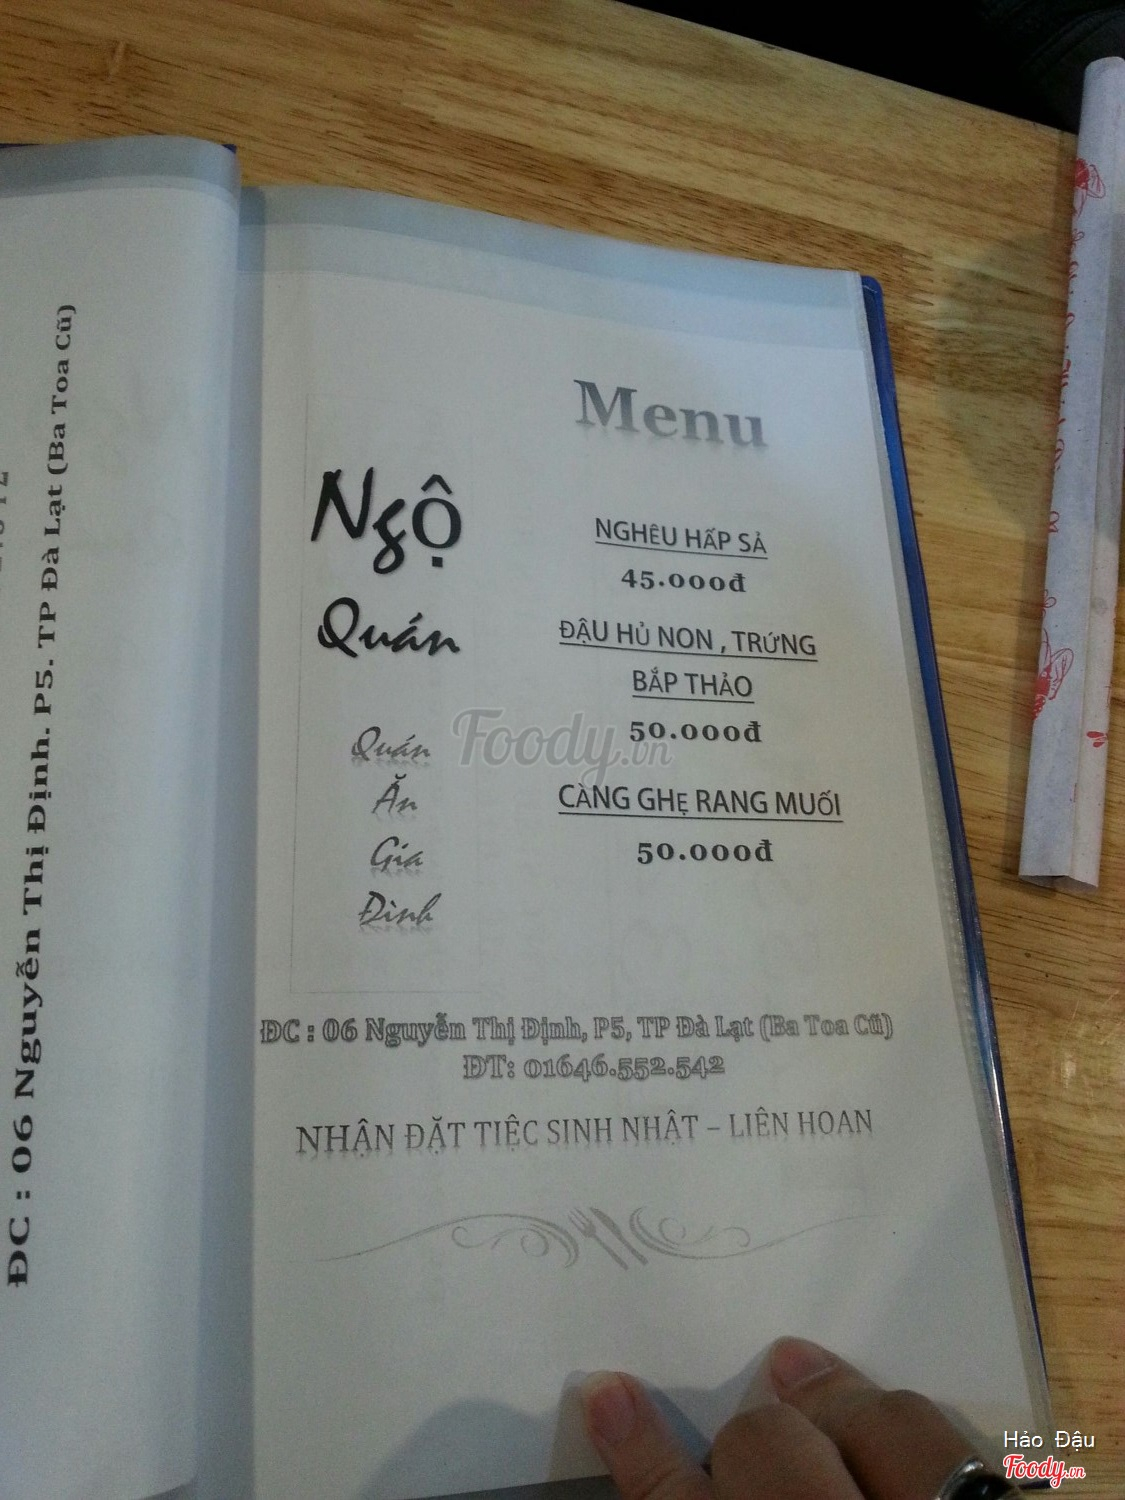 Menu
Ngộ
Quán
Quán
Ăn
Gia
Đình
NGHÊU HẤP SẢ
45.000đ
ĐẬU HỦ NON , TRỨNG
BẮP THẢO
50.000đ
CÀNG GHẸ RANG MUỐI
50.000đ
ĐC : 06 Nguyễn Thị Định, P5, TP Đà Lạt (Ba Toa Cũ)
ĐT: 01646.552.542
NHẬN ĐẶT TIỆC SINH NHẬT – LIÊN HOAN
ĐC : 06 Nguyễn Thị Định. P5. TP Đà Lạt (Ba Toa Cũ)
Foody.vn
Hảo Đậu
Foody.vn